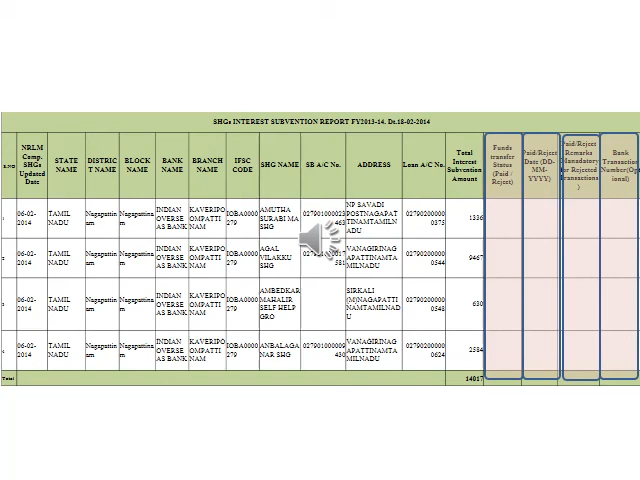 SHGs INTEREST SUBVENTION REPORT FY2013-14. Dt.18-02-2014
S.NO NRLM Comp. SHGs Updated Date STATE NAME DISTRICT NAME BLOCK NAME BANK NAME BRANCH NAME IFSC CODE SHG NAME SB A/C No. ADDRESS Loan A/C No. Total Interest Subvention Amount Funds transfer Status (Paid / Reject) Paid/Reject Date (DD-MM-YYYY) Paid/Reject Remarks Manadatory for Rejected Transactions) Bank Transaction Number(Optional)
1 06-02-2014 TAMIL NADU Nagapattinam Nagapattinam INDIAN OVERSEAS BANK KAVERIPOOMPATTINAM IOBA0000279 AMUTHA SURABI MA SHG 027901000023463 NP SAVADI POSTNAGAPATTINAMTAMILNADU 027902000000375 1336
2 06-02-2014 TAMIL NADU Nagapattinam Nagapattinam INDIAN OVERSEAS BANK KAVERIPOOMPATTINAM IOBA0000279 AGAL VILAKKU SHG VANAGIRINAGAPATTINAMTAMILNADU 027902000000544 9467
3 06-02-2014 TAMIL NADU Nagapattinam Nagapattinam INDIAN OVERSEAS BANK KAVERIPOOMPATTINAM IOBA0000279 AMBEDKAR MAHALIR SELF HELP GRO SIRKALI (M)NAGAPATTINAMTAMILNADU 027902000000548 630
06-02-2014 TAMIL NADU Nagapattinam Nagapattinam INDIAN OVERSEAS BANK KAVERIPOOMPATTINAM IOBA0000279 ANBALAGANAR SHG 027901000009430 VANAGIRINAGAPATTINAMTAMILNADU 027902000000624 2584
Total 14017